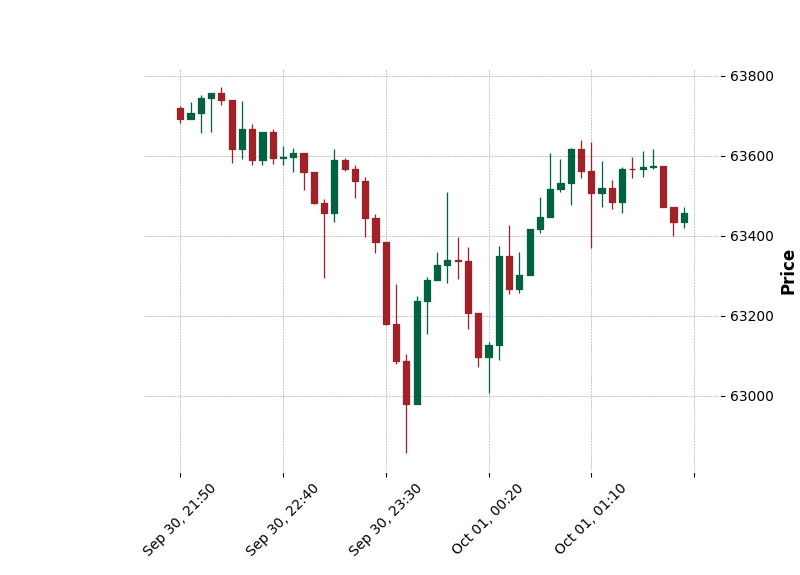 63800
63600
63400
63200
63000
Price
Sep 30, 21:50
Sep 30, 22:40
Sep 30, 23:30
Oct 01, 00:20
Oct 01, 01:10